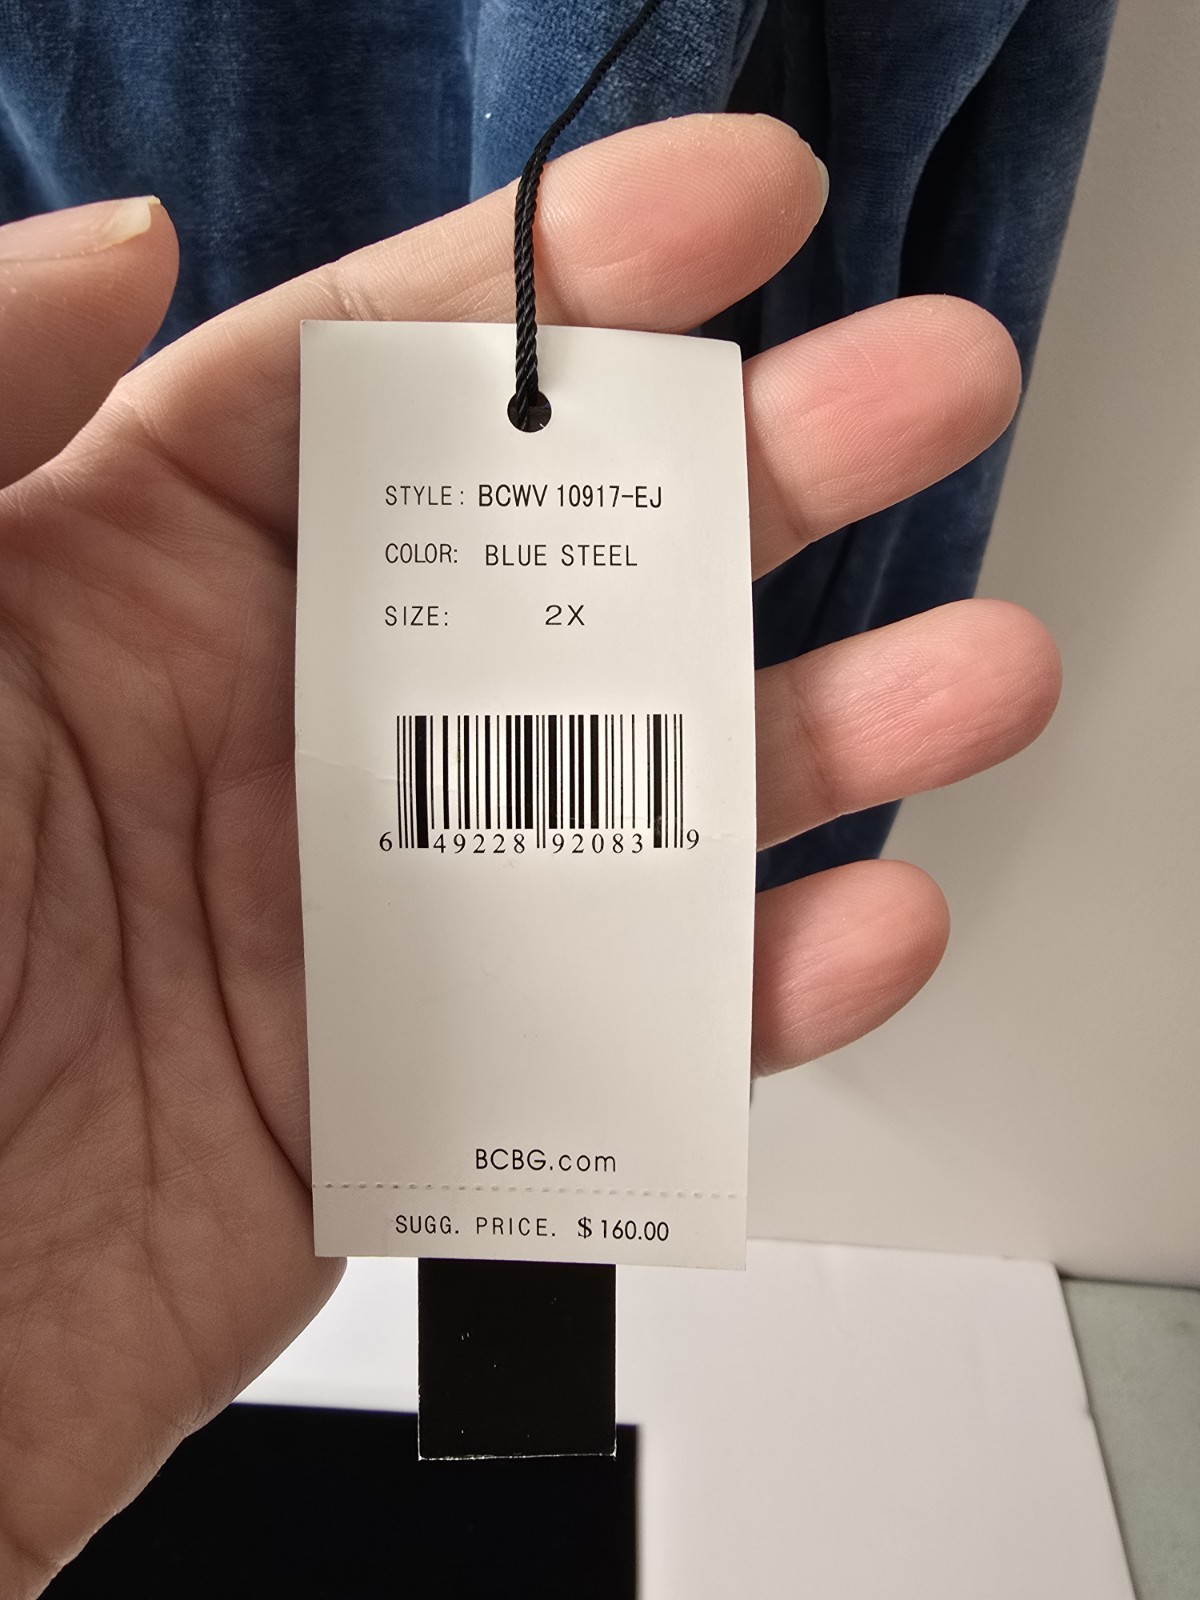 STYLE: BCWV 10917-EJ
COLOR: BLUE STEEL
SIZE: 2X
6 49228 92083 9
BCBG.com
SUGG. PRICE. $160.00